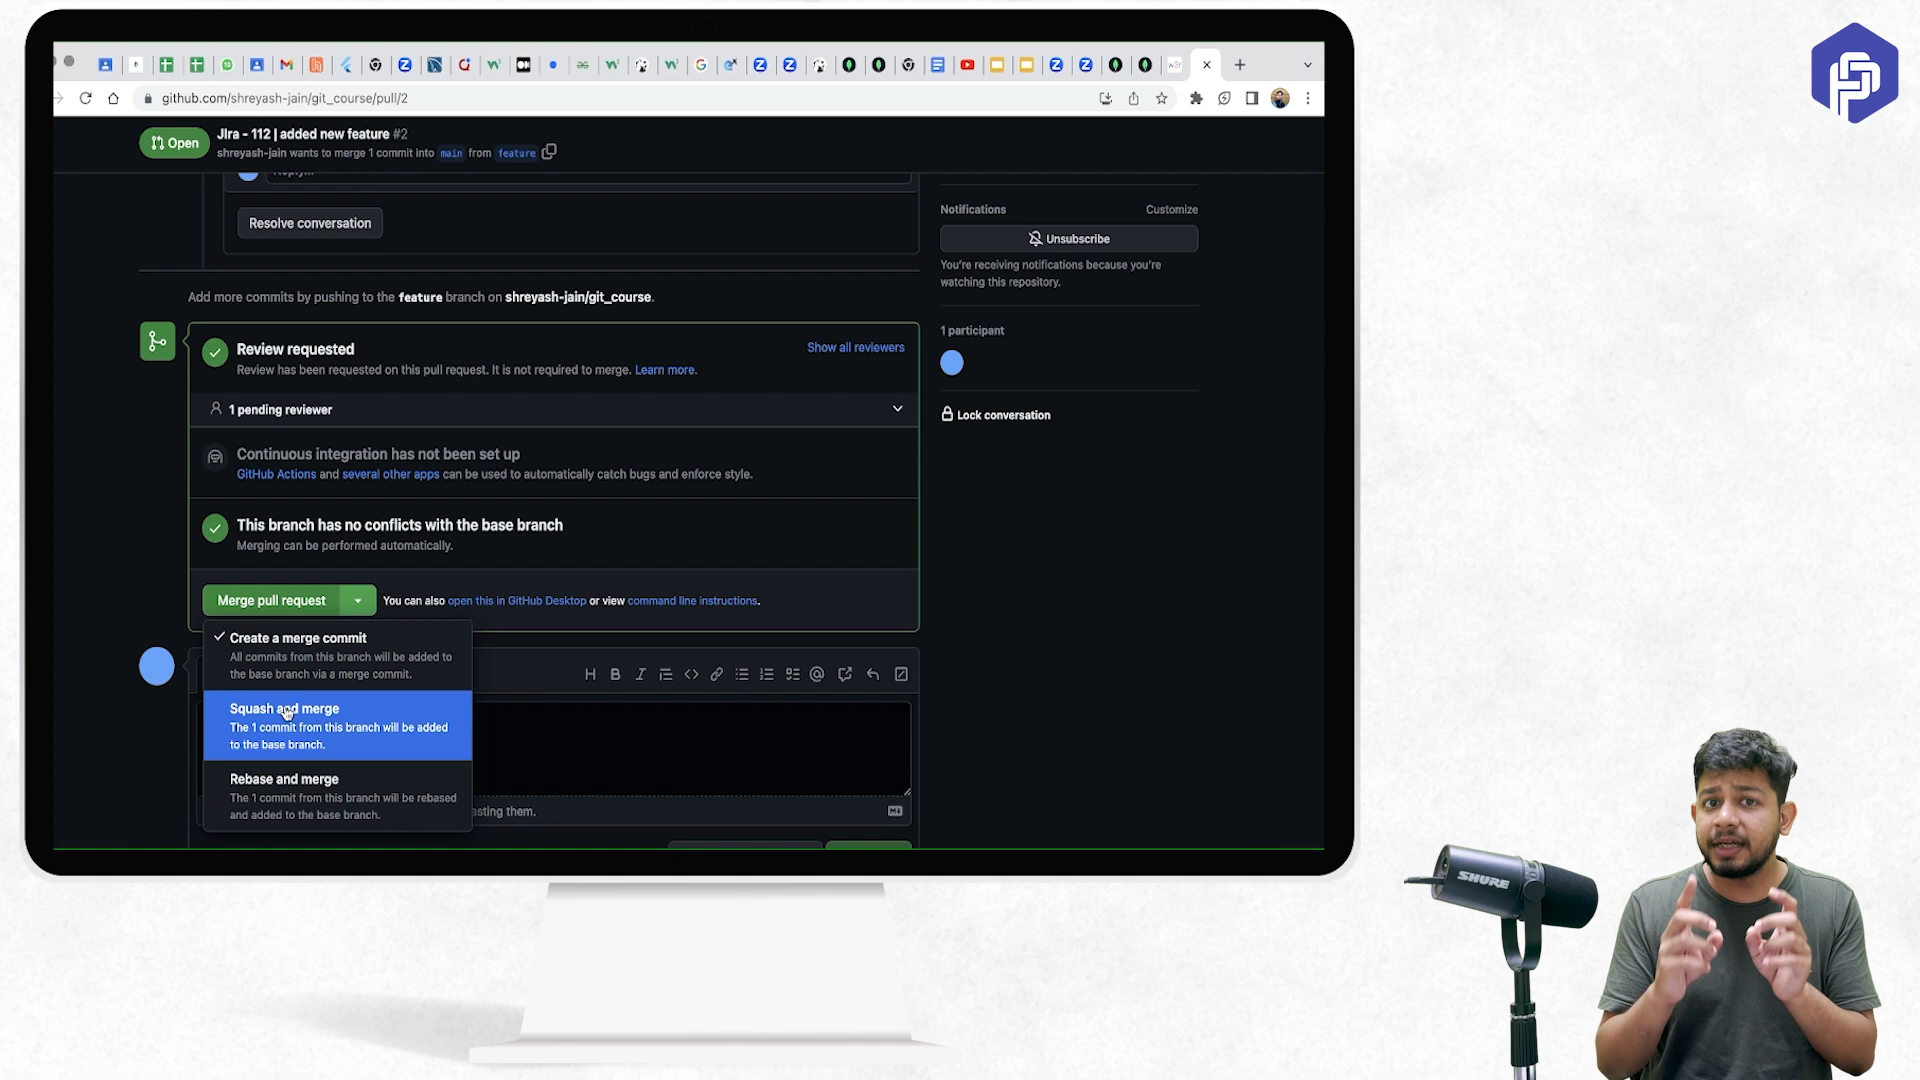 github.com/shreyash-jain/git_course/pull/2
Open
JIra - 112 | added new feature #2
shreyash-jain wants to merge 1 commit into main from feature
Resolve conversation
Add more commits by pushing to the feature branch on shreyash-jain/git_course.
Review requested
Show all reviewers
Review has been requested on this pull request. It is not required to merge. Learn more.
1 pending reviewer
Continuous integration has not been set up
GitHub Actions and several other apps can be used to automatically catch bugs and enforce style.
This branch has no conflicts with the base branch
Merging can be performed automatically.
Merge pull request
You can also open this in GitHub Desktop or view command line instructions.
Create a merge commit
All commits from this branch will be added
to the base branch via a merge commit.
Squash and merge
The 1 commit from this branch will be added
to the base branch.
Rebase and merge
The 1 commit from this branch will be rebased
and added to the base branch.
asting them.
Notifications
Customize
Unsubscribe
You're receiving notifications because you're
watching this repository.
1 participant
Lock conversation
SHURE